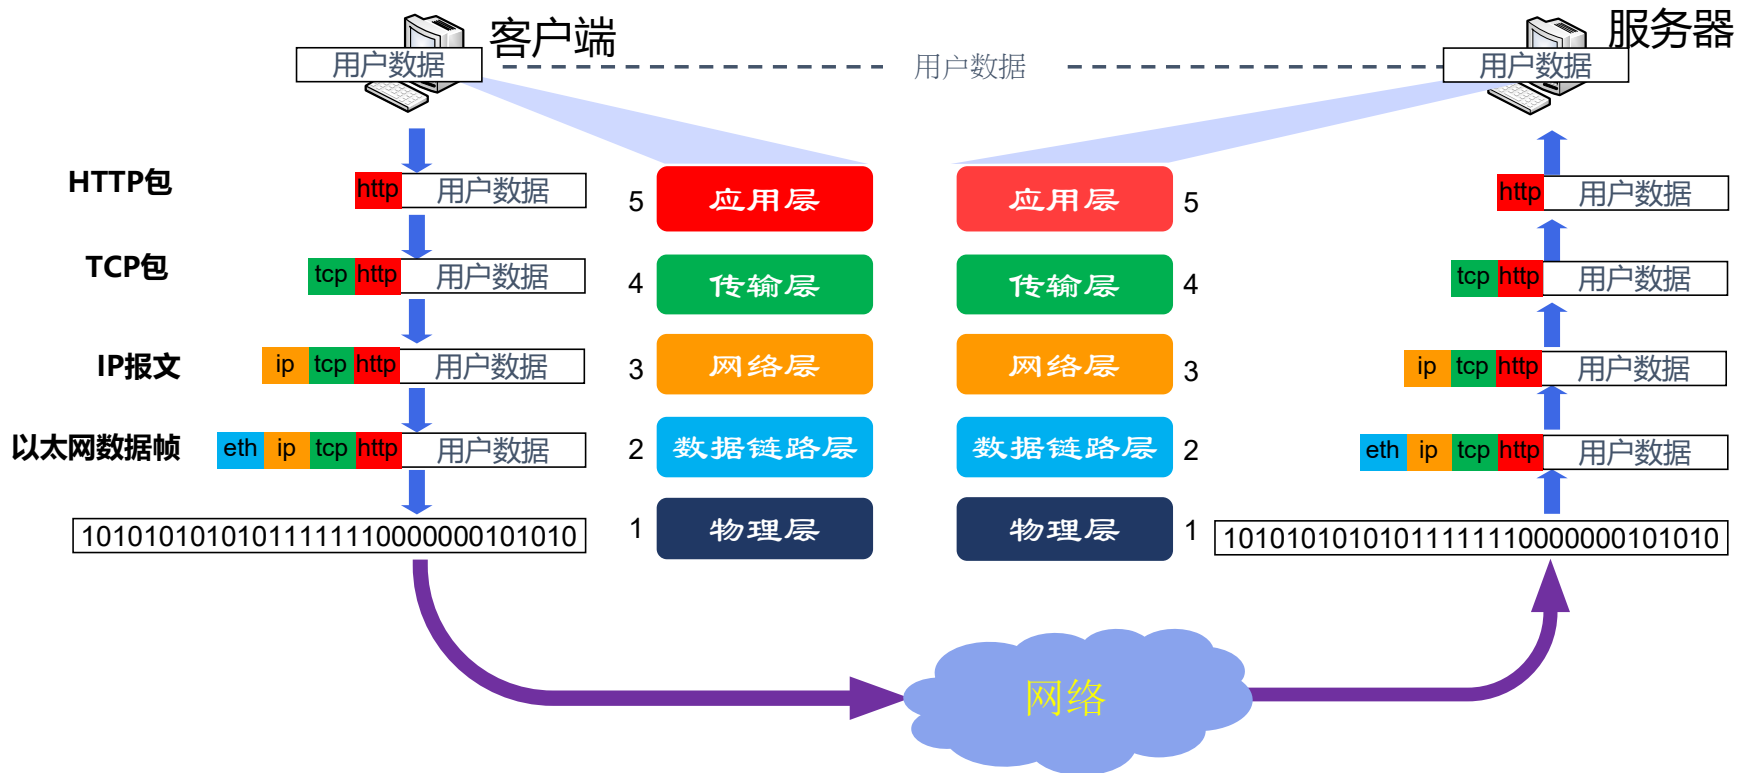 客户端
服务器
用户数据
用户数据
用户数据
HTTP包
http 用户数据
5 应用层
应用层 5
http 用户数据
TCP包
tcp http 用户数据
4 传输层
传输层 4
tcp http 用户数据
IP报文
ip tcp http 用户数据
3 网络层
网络层 3
ip tcp http 用户数据
以太网数据帧
eth ip tcp http 用户数据
2 数据链路层
数据链路层 2
eth ip tcp http 用户数据
101010101010111111110000000101010
1 物理层
物理层 1
101010101010111111110000000101010
网络